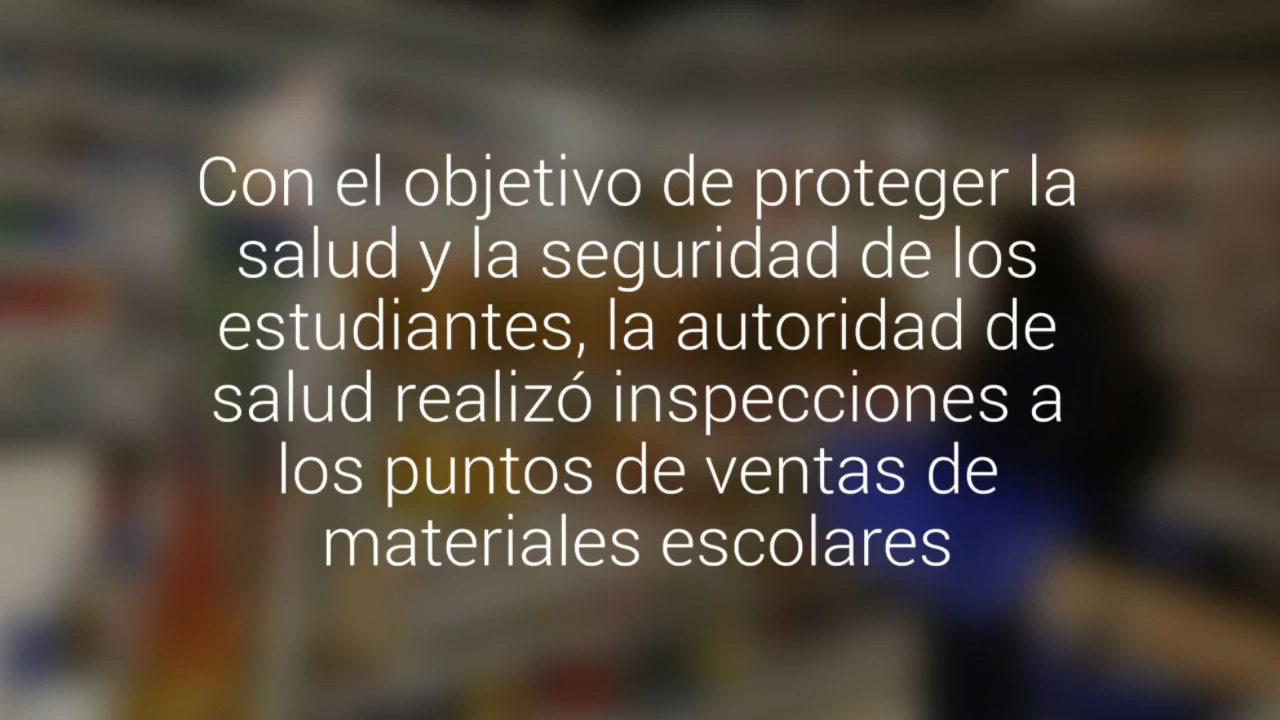 Con el objetivo de proteger la
salud y la seguridad de los
estudiantes, la autoridad de
salud realizó inspecciones a
los puntos de ventas de
materiales escolares